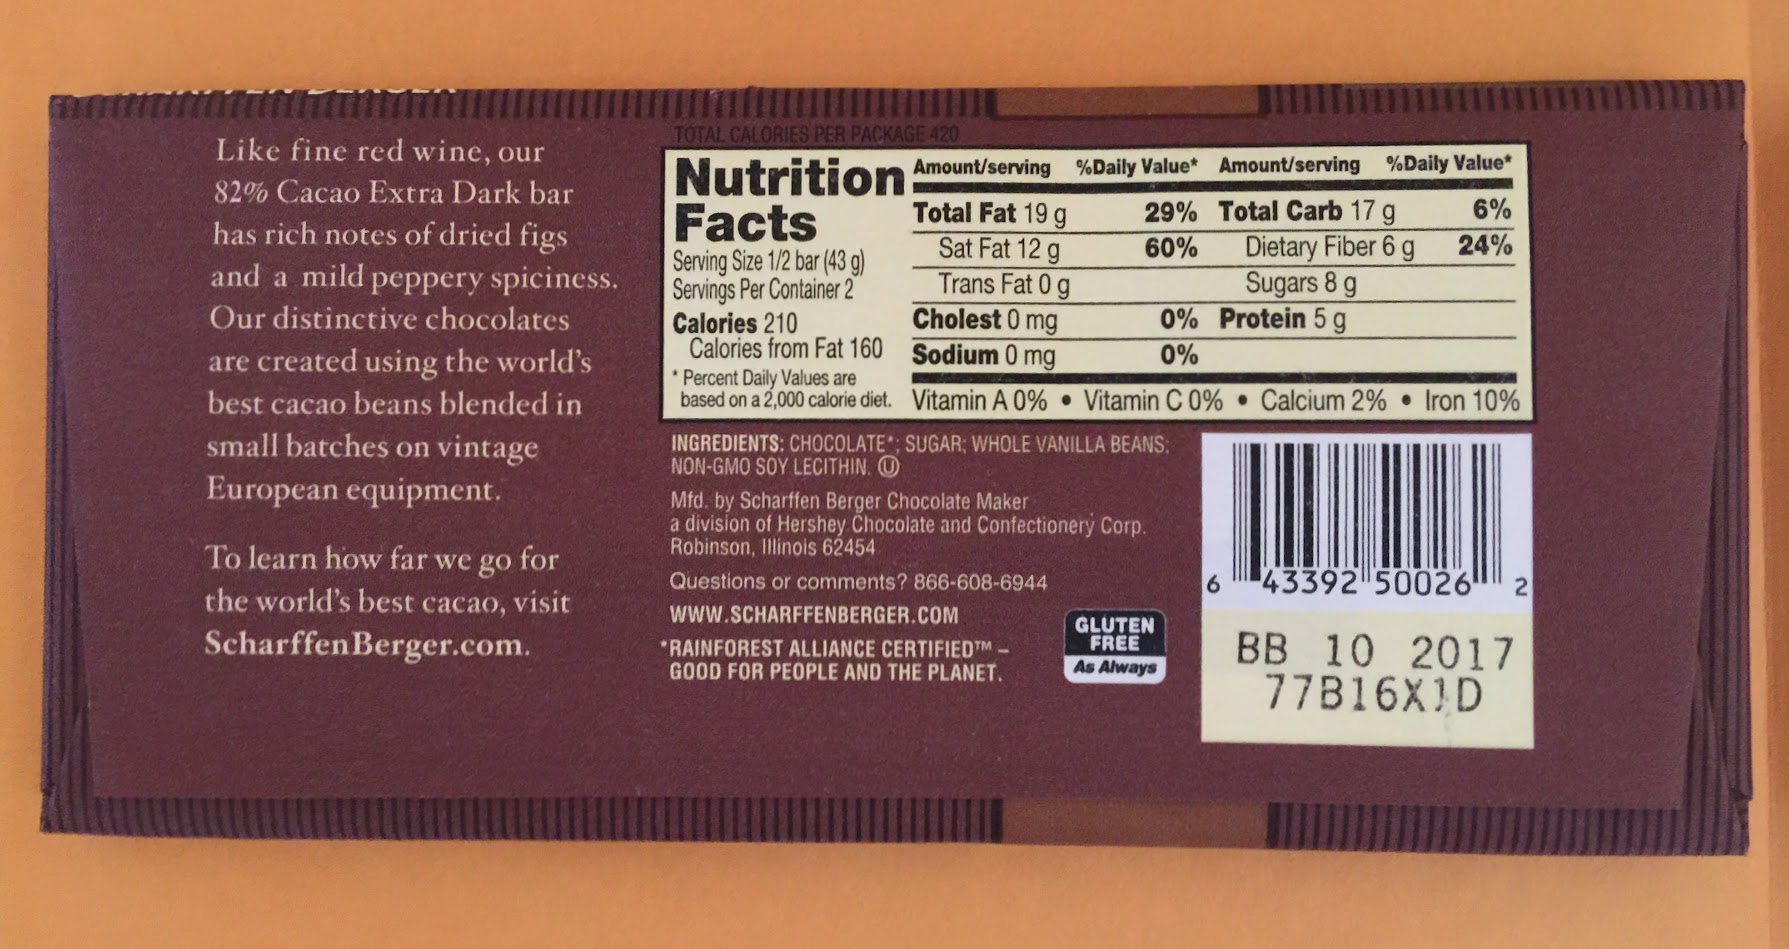 Like fine red wine, our
82% Cacao Extra Dark bar
has rich notes of dried figs
and a mild peppery spiciness.
Our distinctive chocolates
are created using the world's
best cacao beans blended in
small batches on vintage
European equipment.
To learn how far we go for
the world's best cacao, visit
ScharffenBerger.com.
TOTAL CALORIES PER PACKAGE 420
Nutrition
Facts
Serving Size 1/2 bar (43 g)
Servings Per Container 2
Calories 210
Calories from Fat 160
* Percent Daily Values are
based on a 2,000 calorie diet.
Amount/serving %Daily Value* Amount/serving %Daily Value*
Total Fat 19 g 29% Total Carb 17 g 6%
Sat Fat 12 g 60% Dietary Fiber 6 g 24%
Trans Fat 0 g Sugars 8 g
Cholest 0 mg 0% Protein 5 g
Sodium 0 mg 0%
Vitamin A 0% • Vitamin C 0% • Calcium 2% • Iron 10%
INGREDIENTS: CHOCOLATE*; SUGAR; WHOLE VANILLA BEANS;
NON-GMO SOY LECITHIN. Ⓤ
Mfd. by Scharffen Berger Chocolate Maker
a division of Hershey Chocolate and Confectionery Corp.
Robinson, Illinois 62454
Questions or comments? 866-608-6944
WWW.SCHARFFENBERGER.COM
*RAINFOREST ALLIANCE CERTIFIED™ –
GOOD FOR PEOPLE AND THE PLANET.
GLUTEN
FREE
As Always
6 43392 50026 2
BB 10 2017
77B16X1D